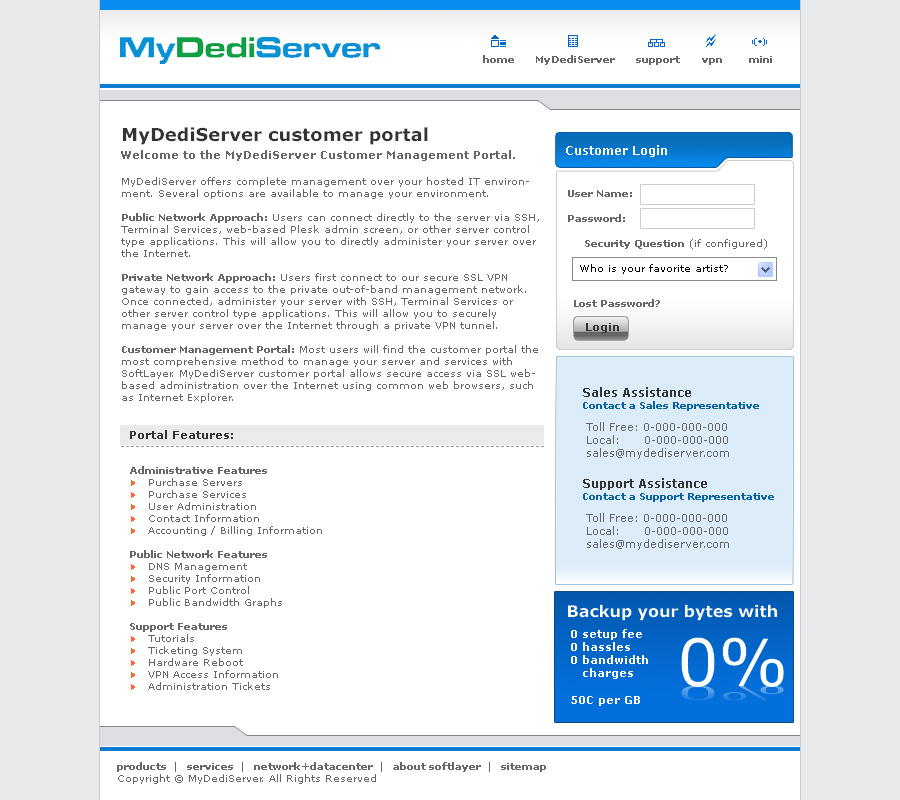 MyDediServer
home
MyDediServer
support
vpn
mini
MyDediServer customer portal
Welcome to the MyDediServer Customer Management Portal.
MyDediServer offers complete management over your hosted IT environ-
ment. Several options are available to manage your environment.
Public Network Approach: Users can connect directly to the server via SSH,
Terminal Services, web-based Plesk admin screen, or other server control
type applications. This will allow you to directly administer your server over
the Internet.
Private Network Approach: Users first connect to our secure SSL VPN
gateway to gain access to the private out-of-band management network.
Once connected, administer your server with SSH, Terminal Services or
other server control type applications. This will allow you to securely
manage your server over the Internet through a private VPN tunnel.
Customer Management Portal: Most users will find the customer portal the
most comprehensive method to manage your server and services with
SoftLayer. MyDediServer customer portal allows secure access via SSL web-
based administration over the Internet using common web browsers, such
as Internet Explorer.
Portal Features:
Administrative Features
Purchase Servers
Purchase Services
User Administration
Contact Information
Accounting / Billing Information
Public Network Features
DNS Management
Security Information
Public Port Control
Public Bandwidth Graphs
Support Features
Tutorials
Ticketing System
Hardware Reboot
VPN Access Information
Administration Tickets
Customer Login
User Name:
Password:
Security Question (if configured)
Who is your favorite artist?
Lost Password?
Login
Sales Assistance
Contact a Sales Representative
Toll Free: 0-000-000-000
Local: 0-000-000-000
sales@mydediserver.com
Support Assistance
Contact a Support Representative
Toll Free: 0-000-000-000
Local: 0-000-000-000
sales@mydediserver.com
Backup your bytes with
0 setup fee
0 hassles
0 bandwidth
charges
50C per GB
0%
products | services | network+datacenter | about softlayer | sitemap
Copyright © MyDediServer. All Rights Reserved